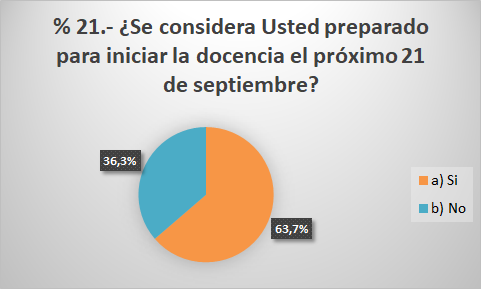 % 21.- ¿Se considera Usted preparado
para iniciar la docencia el próximo 21
de septiembre?
36,3%
a) Si
b) No
63,7%